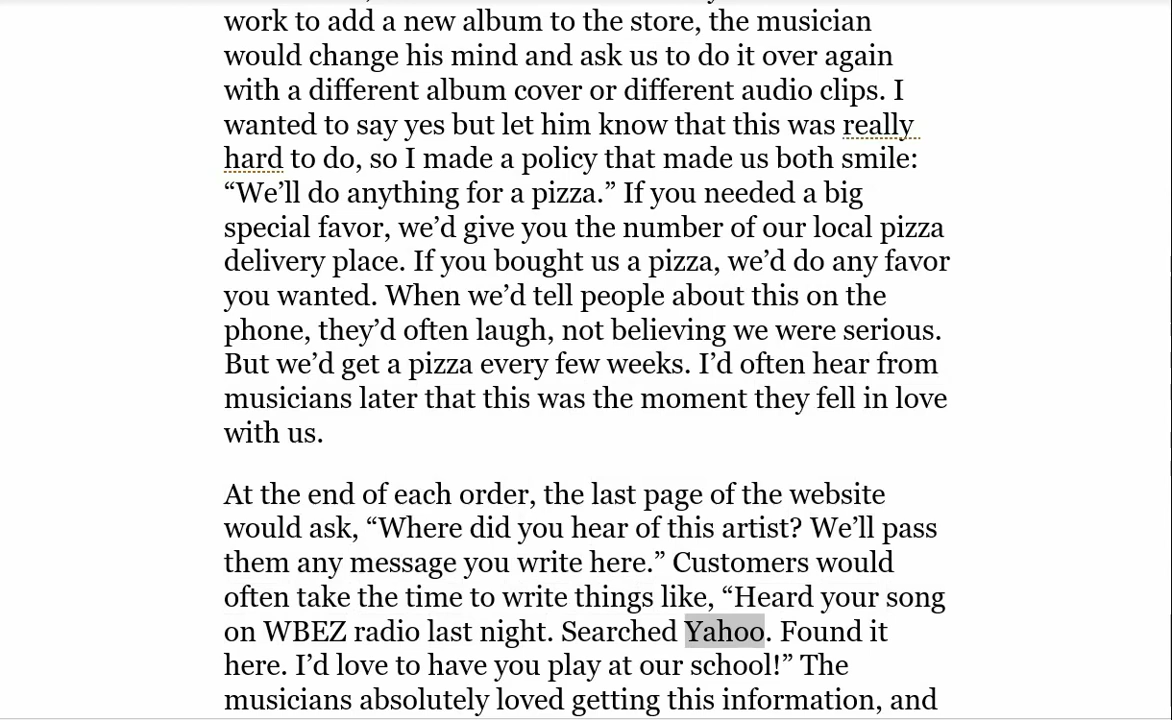 work to add a new album to the store, the musician
would change his mind and ask us to do it over again
with a different album cover or different audio clips. I
wanted to say yes but let him know that this was really
hard to do, so I made a policy that made us both smile:
“We’ll do anything for a pizza.” If you needed a big
special favor, we’d give you the number of our local pizza
delivery place. If you bought us a pizza, we’d do any favor
you wanted. When we’d tell people about this on the
phone, they’d often laugh, not believing we were serious.
But we’d get a pizza every few weeks. I’d often hear from
musicians later that this was the moment they fell in love
with us.
At the end of each order, the last page of the website
would ask, “Where did you hear of this artist? We’ll pass
them any message you write here.” Customers would
often take the time to write things like, “Heard your song
on WBEZ radio last night. Searched Yahoo. Found it
here. I’d love to have you play at our school!” The
musicians absolutely loved getting this information, and